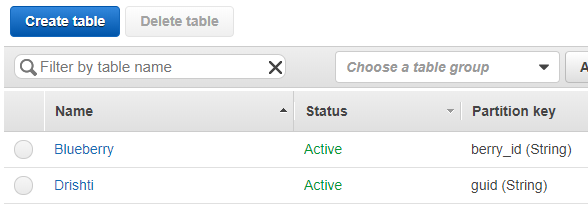 Create table Delete table
Filter by table name Choose a table group A
Name Status Partition key
Blueberry Active berry_id (String)
Drishti Active guid (String)